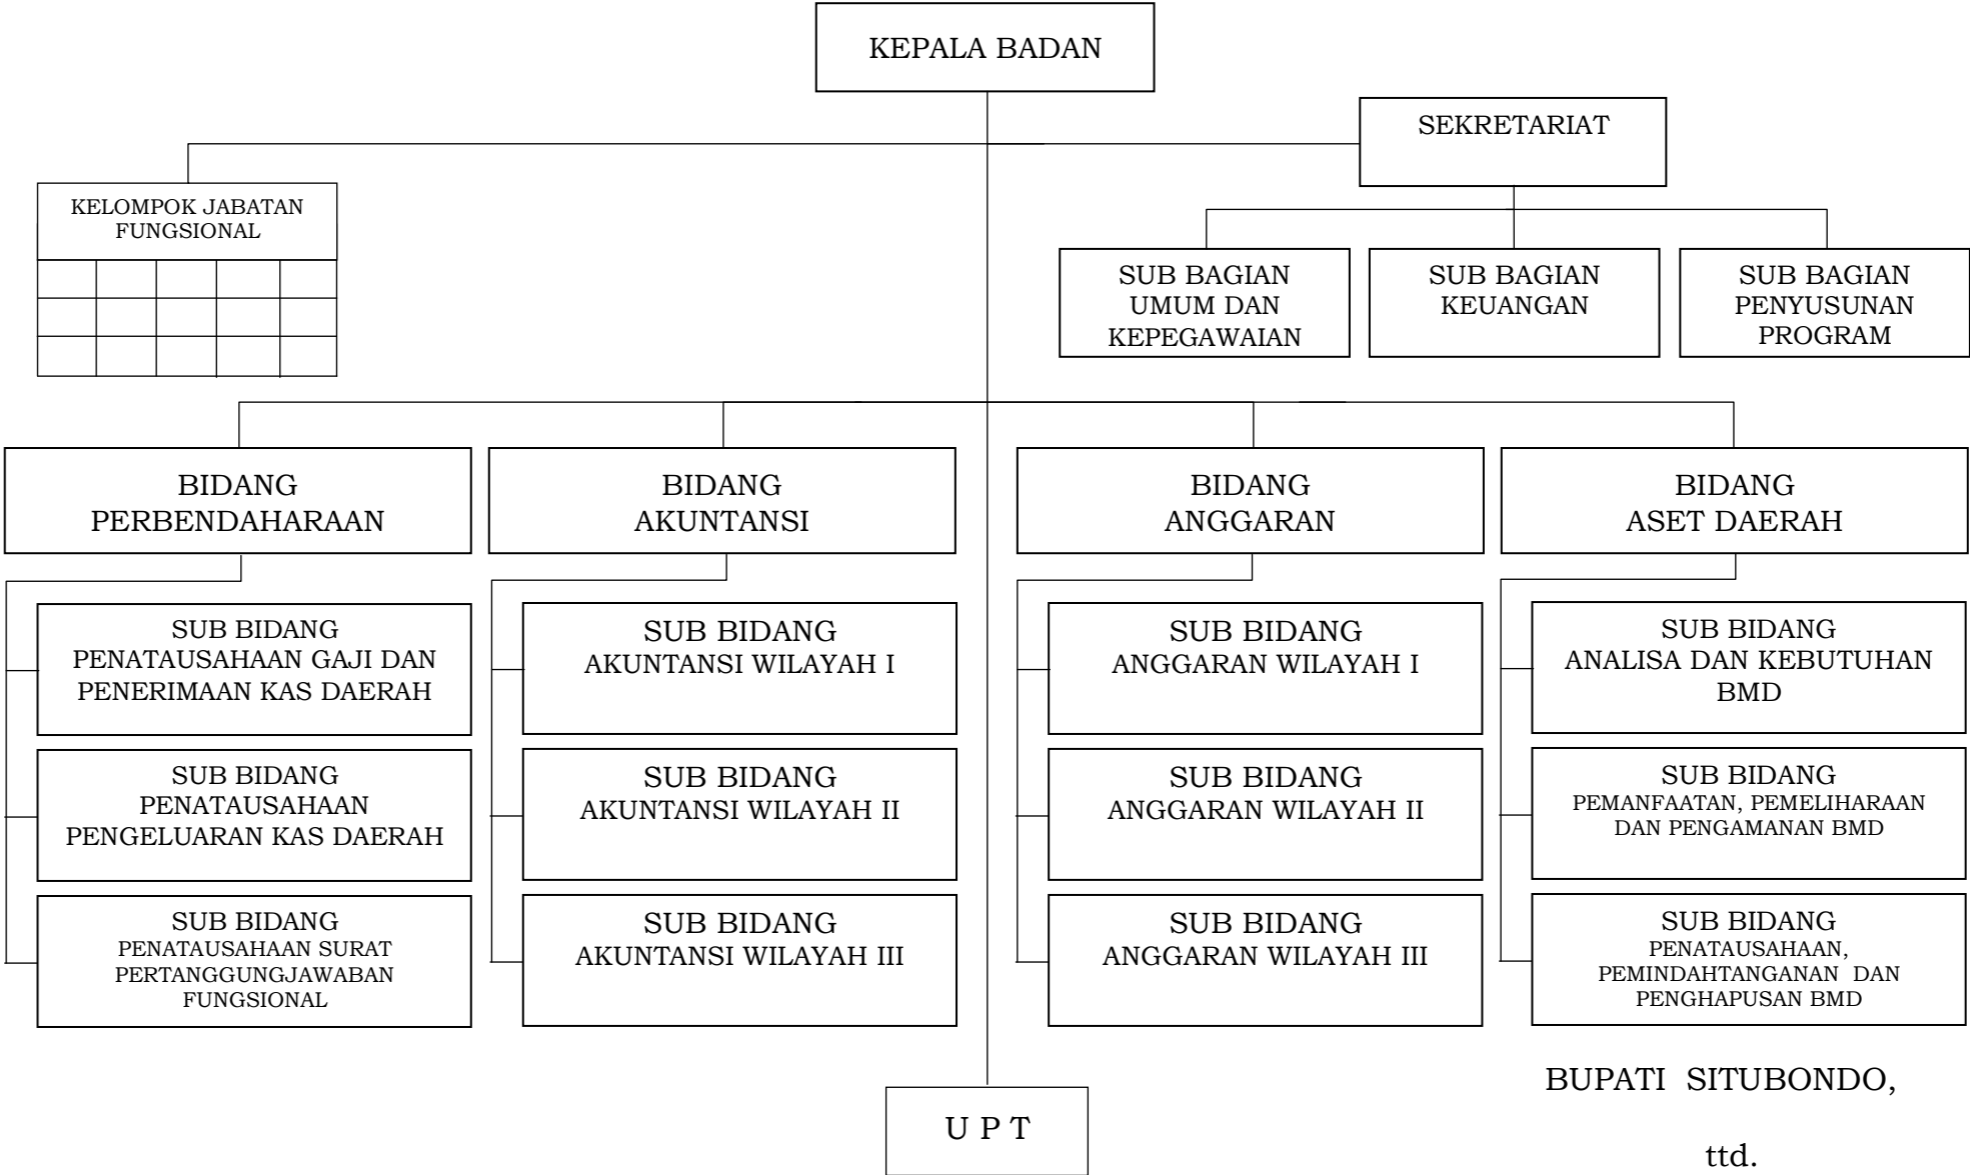 KEPALA BADAN
SEKRETARIAT
KELOMPOK JABATAN
FUNGSIONAL
SUB BAGIAN
UMUM DAN
KEPEGAWAIAN
SUB BAGIAN
KEUANGAN
SUB BAGIAN
PENYUSUNAN
PROGRAM
BIDANG
PERBENDAHARAAN
BIDANG
AKUNTANSI
BIDANG
ANGGARAN
BIDANG
ASET DAERAH
SUB BIDANG
PENATAUSAHAAN GAJI DAN
PENERIMAAN KAS DAERAH
SUB BIDANG
PENATAUSAHAAN
PENGELUARAN KAS DAERAH
SUB BIDANG
PENATAUSAHAAN SURAT
PERTANGGUNGJAWABAN
FUNGSIONAL
SUB BIDANG
AKUNTANSI WILAYAH I
SUB BIDANG
AKUNTANSI WILAYAH II
SUB BIDANG
AKUNTANSI WILAYAH III
SUB BIDANG
ANGGARAN WILAYAH I
SUB BIDANG
ANGGARAN WILAYAH II
SUB BIDANG
ANGGARAN WILAYAH III
SUB BIDANG
ANALISA DAN KEBUTUHAN
BMD
SUB BIDANG
PEMANFAATAN, PEMELIHARAAN
DAN PENGAMANAN BMD
SUB BIDANG
PENATAUSAHAAN,
PEMINDAHTANGANAN DAN
PENGHAPUSAN BMD
U P T
BUPATI SITUBONDO,
ttd.